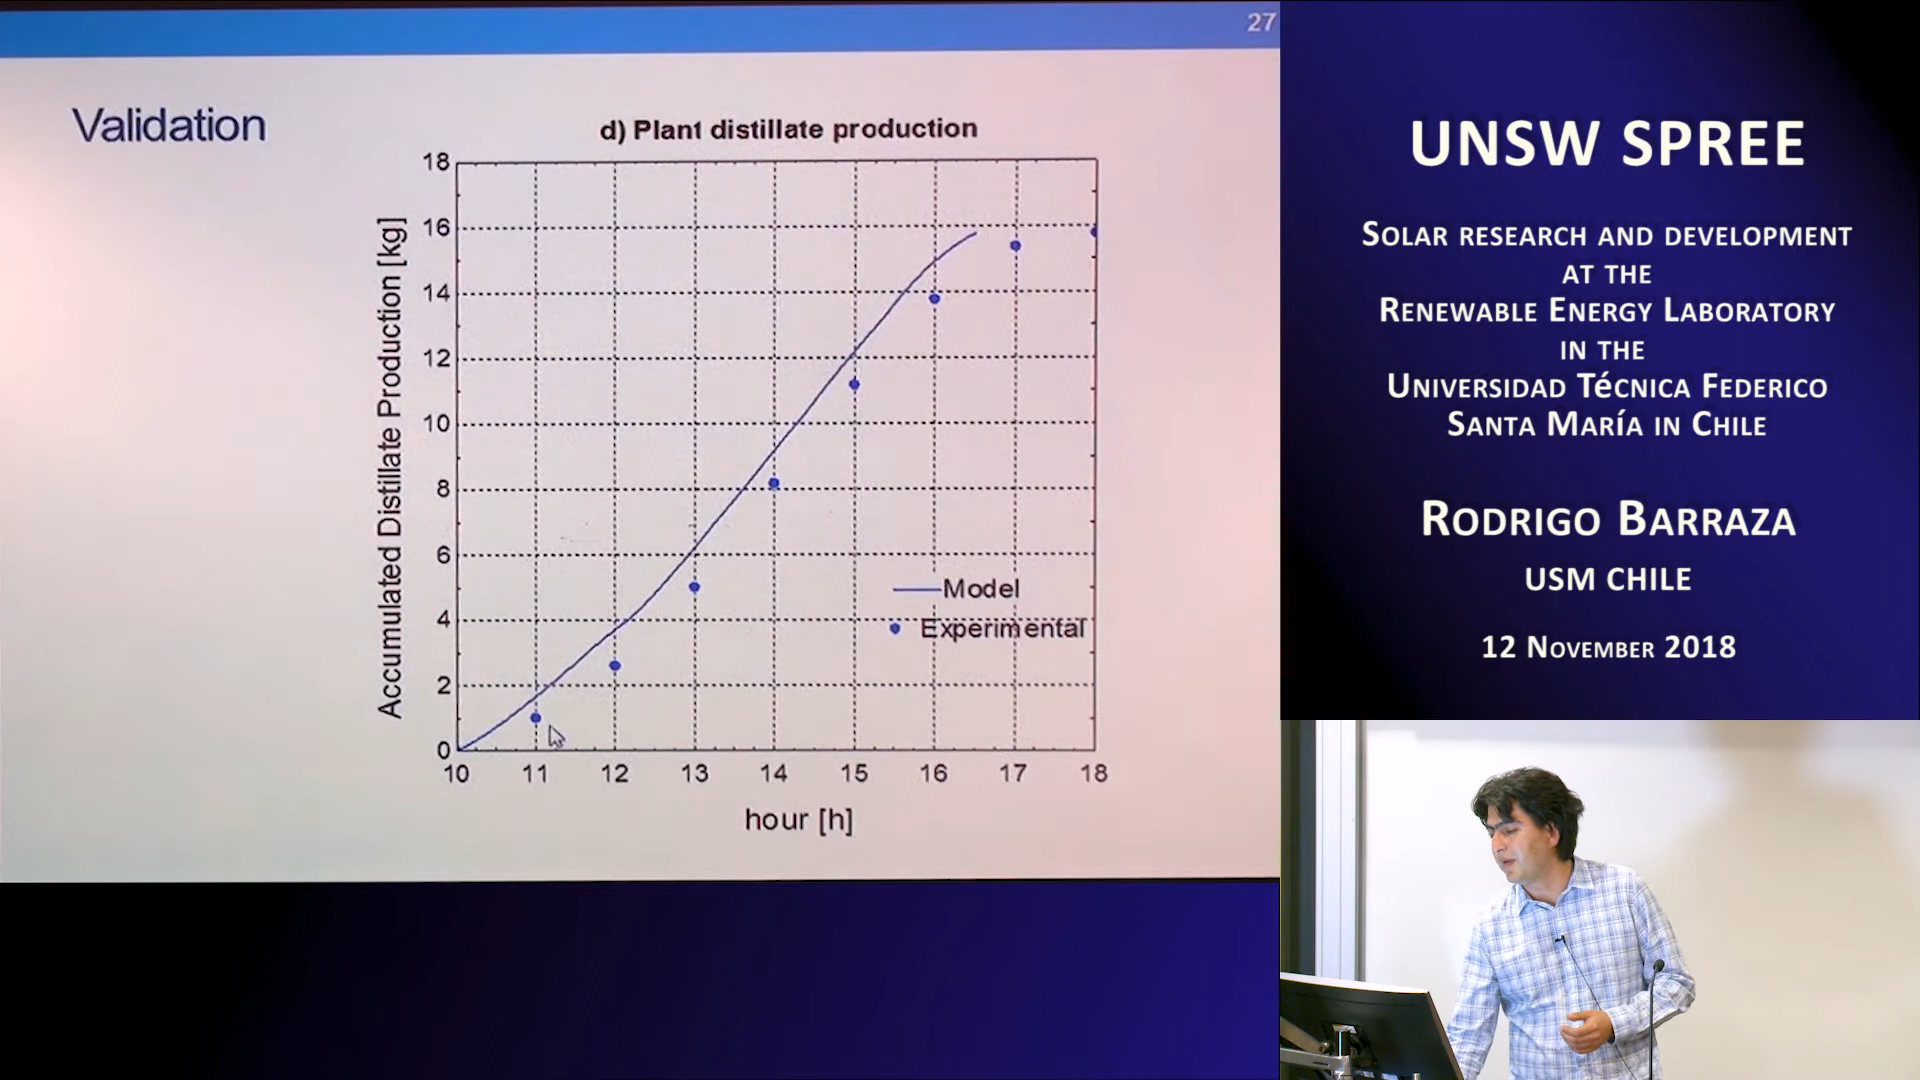 27
Validation
d) Plant distillate production
Accumulated Distillate Production [kg]
18
16
14
12
10
8
6
4
2
0
10 11 12 13 14 15 16 17 18
hour [h]
Model
Experimental
UNSW SPREE
SOLAR RESEARCH AND DEVELOPMENT
AT THE
RENEWABLE ENERGY LABORATORY
IN THE
UNIVERSIDAD TéCNICA FEDERICO
SANTA MARíA IN CHILE
RODRIGO BARRAZA
USM CHILE
12 NOVEMBER 2018